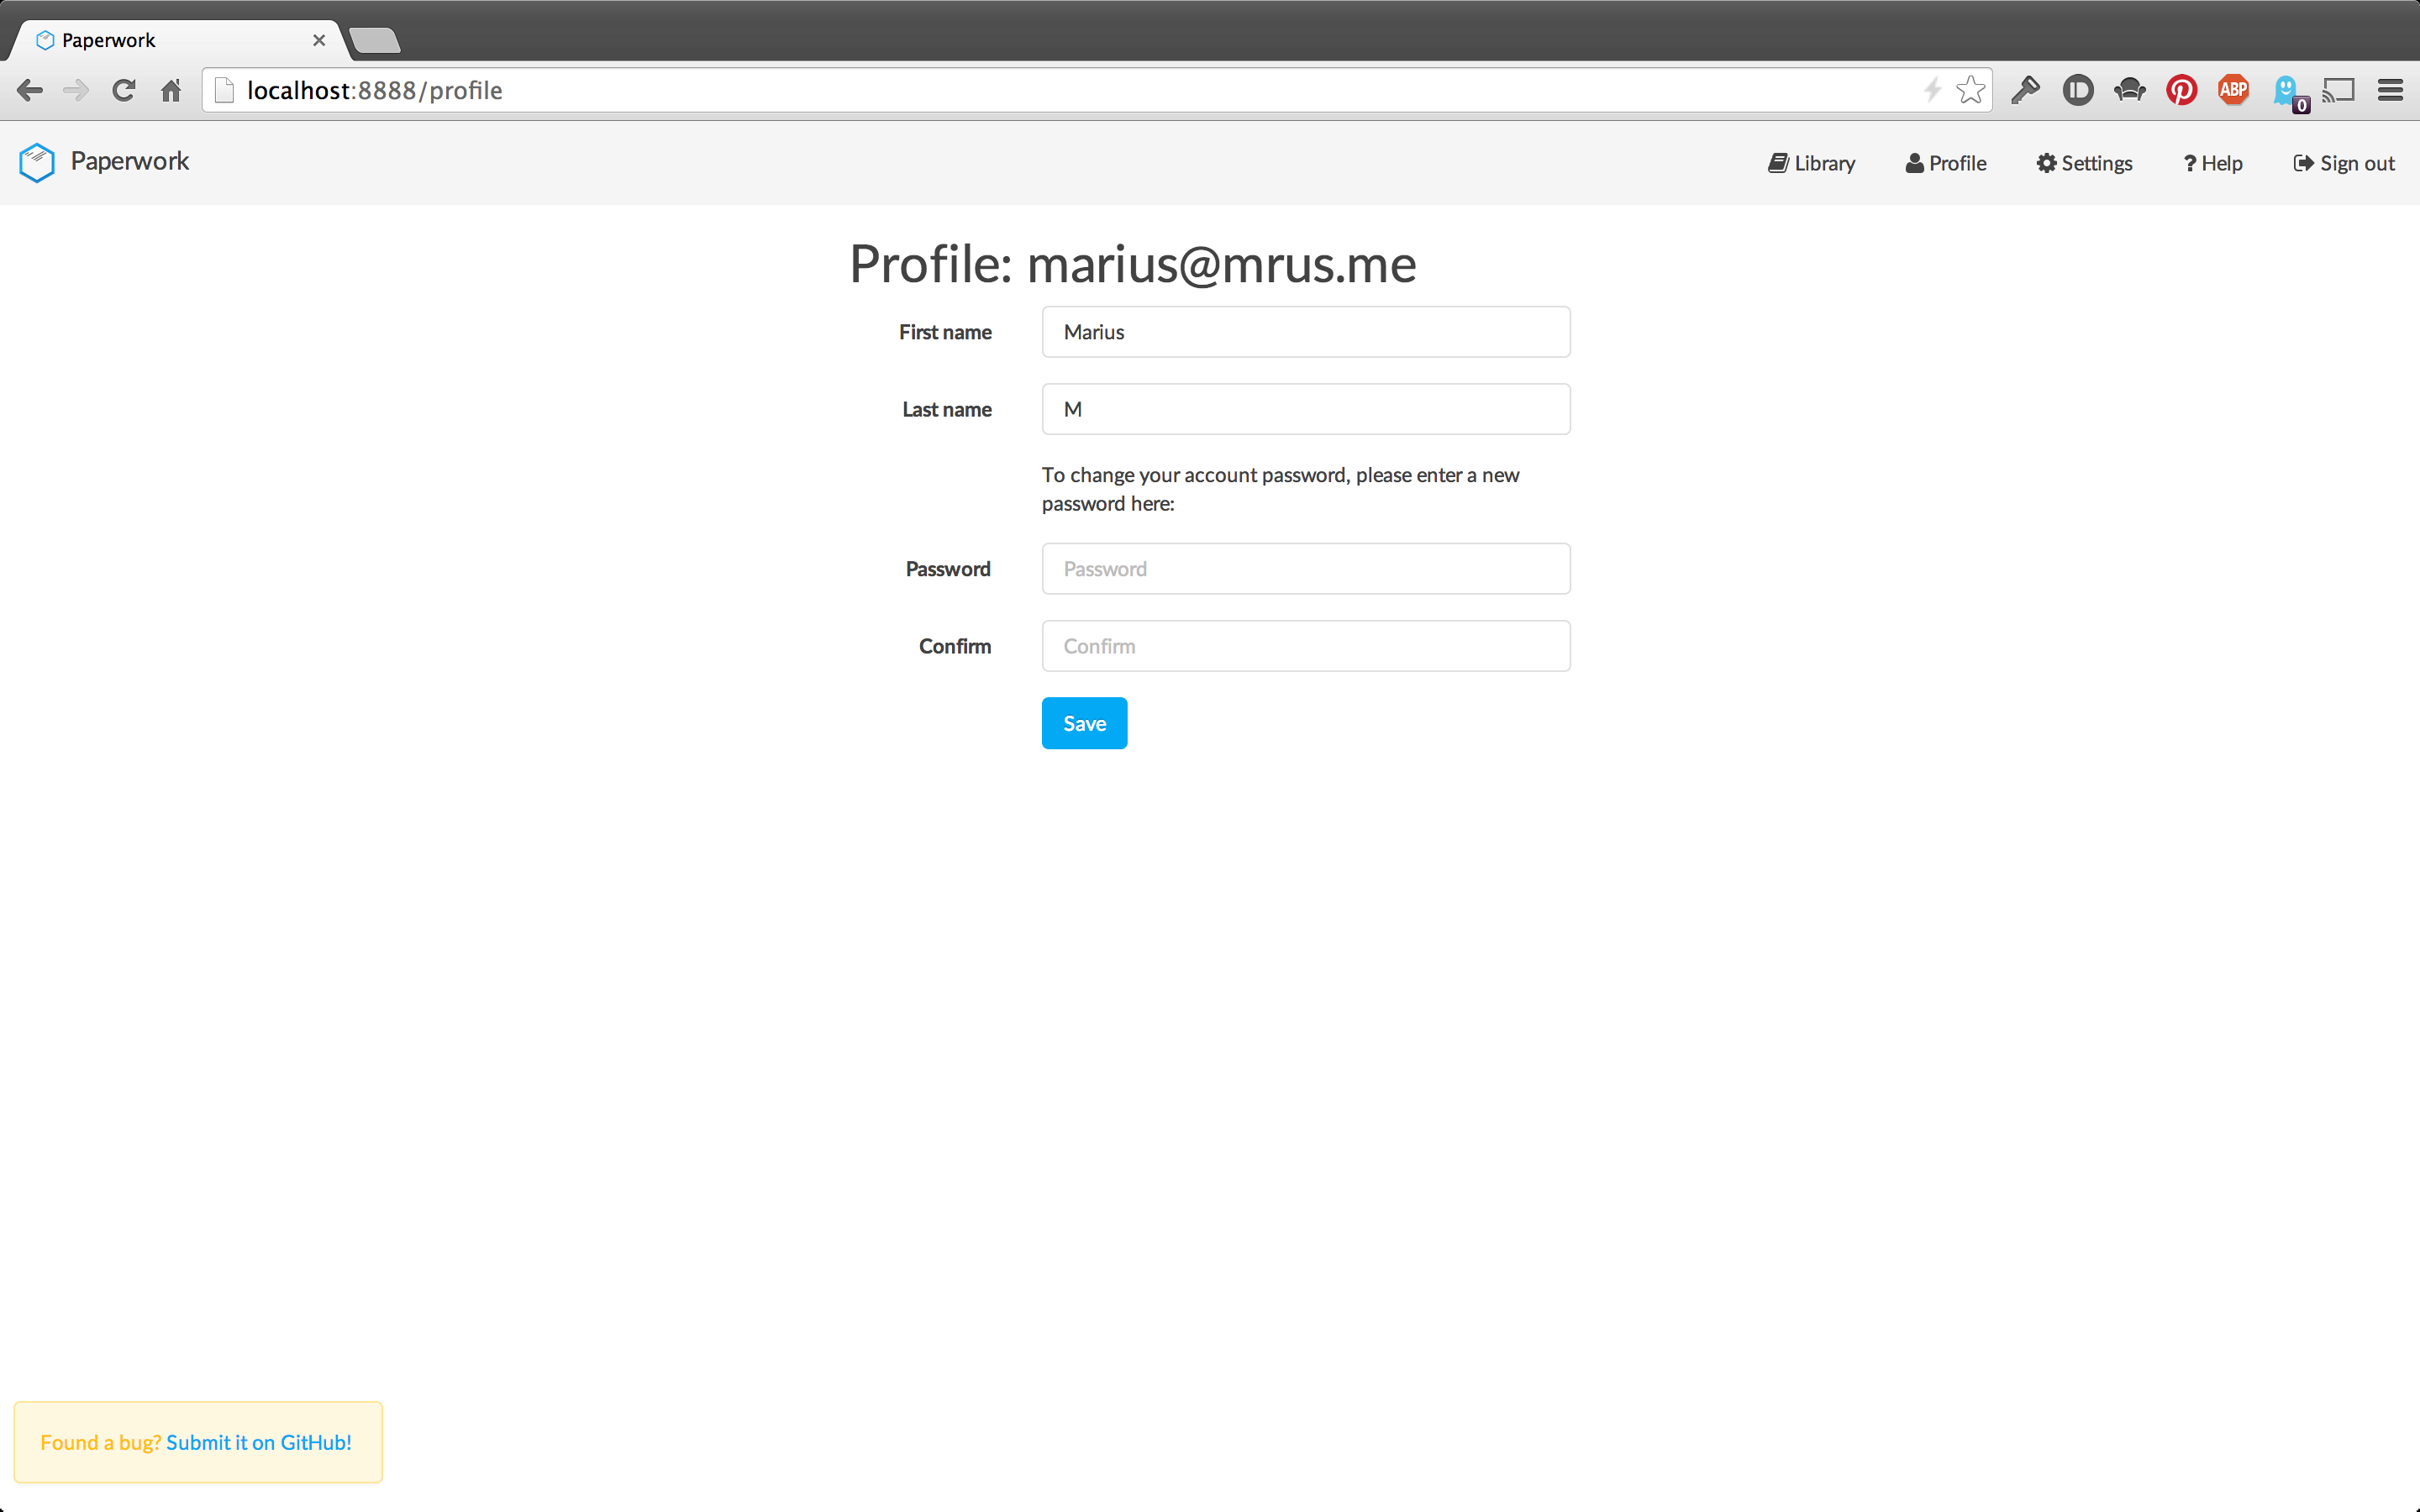 Paperwork
localhost:8888/profile
ABP
0
Paperwork
Library Profile Settings ? Help Sign out
Profile: marius@mrus.me
First name Marius
Last name M
To change your account password, please enter a new
password here:
Password Password
Confirm Confirm
Save
Found a bug? Submit it on GitHub!